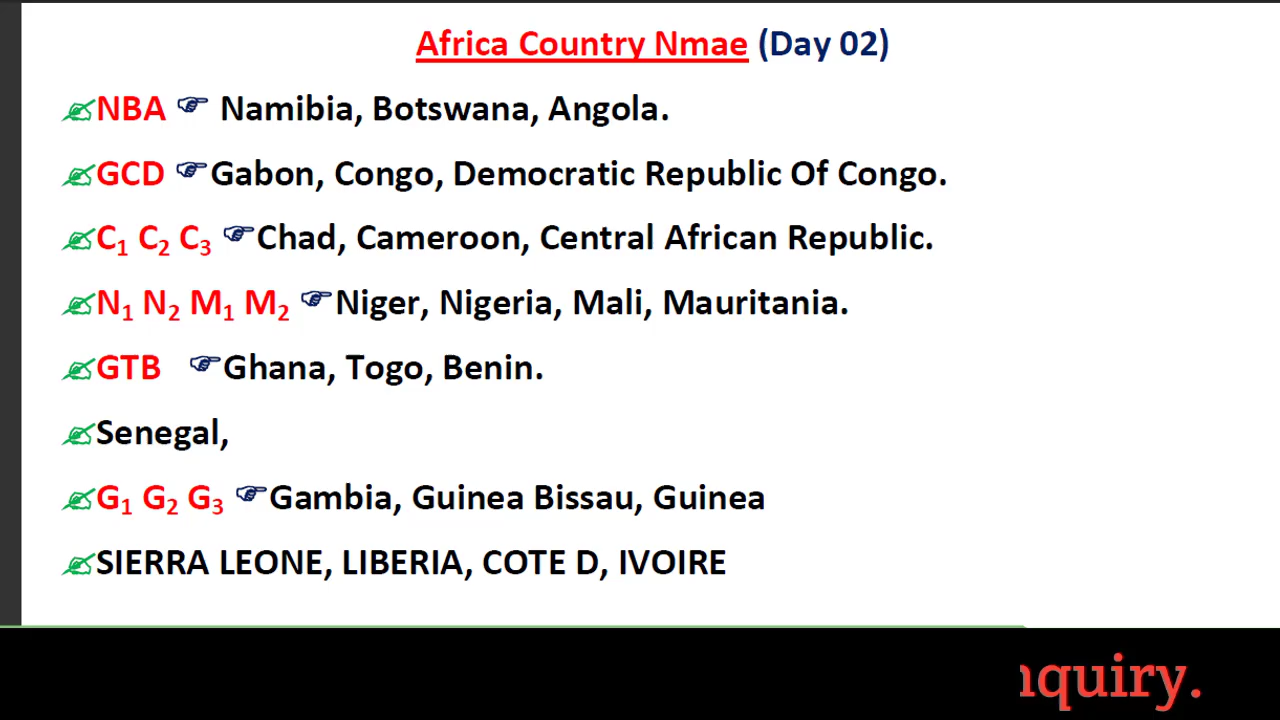 Africa Country Nmae (Day 02)
NBA Namibia, Botswana, Angola.
GCD Gabon, Congo, Democratic Republic Of Congo.
C₁ C₂ C₃ Chad, Cameroon, Central African Republic.
N₁ N₂ M₁ M₂ Niger, Nigeria, Mali, Mauritania.
GTB Ghana, Togo, Benin.
Senegal,
G₁ G₂ G₃ Gambia, Guinea Bissau, Guinea
SIERRA LEONE, LIBERIA, COTE D, IVOIRE